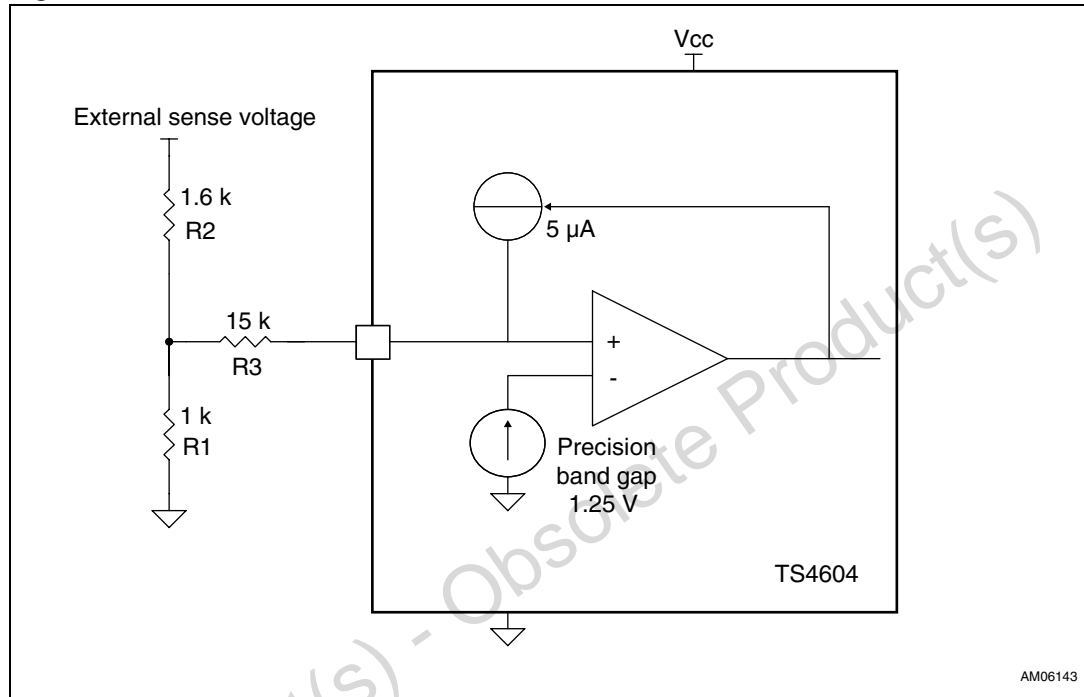 Vcc
External sense voltage
1.6 k
R2
5 µA
15 k
R3
+
-
1 k
R1
Precision
band gap
1.25 V
TS4604
(s) - Obsolete Product(s)
AM06143